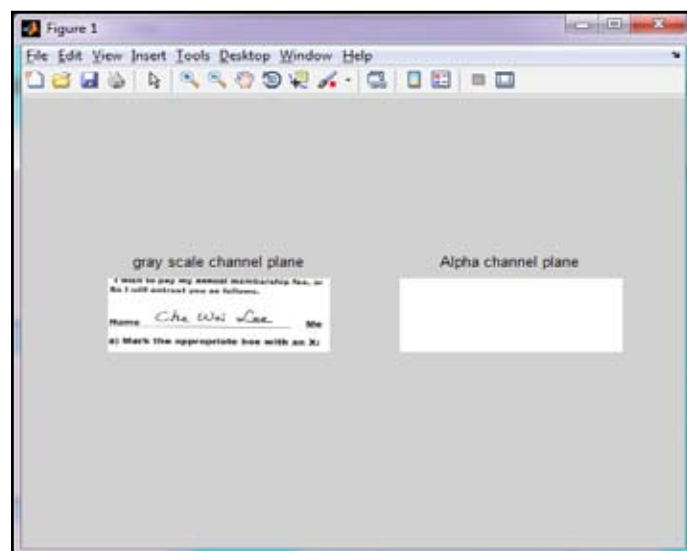 Figure 1
File Edit View Insert Tools Desktop Window Help
gray scale channel plane
Alpha channel plane
I wish to pay my annual membership fee, or
So I will entrust you as follows.
Name Che Wei Lee Me
a) Mark the appropriate box with an X: